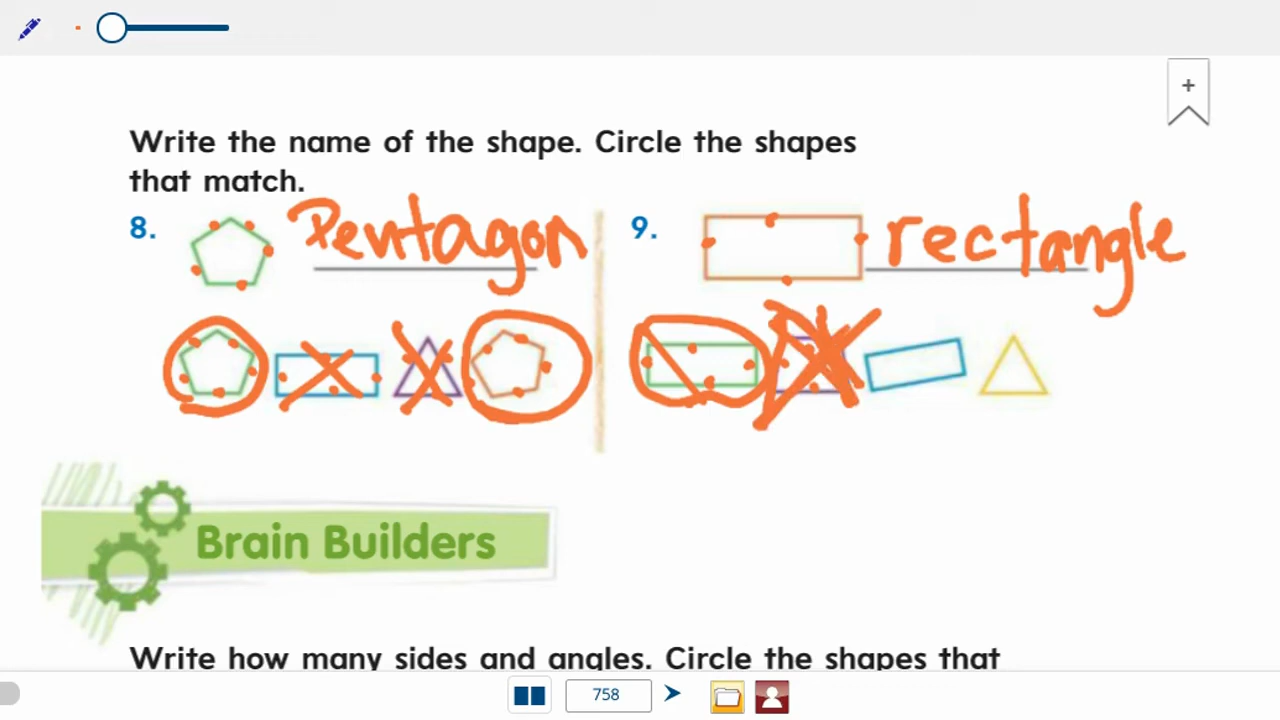 Write the name of the shape. Circle the shapes
that match.
8. Pentagon
9. rectangle
Brain Builders
Write how many sides and angles. Circle the shapes that
758